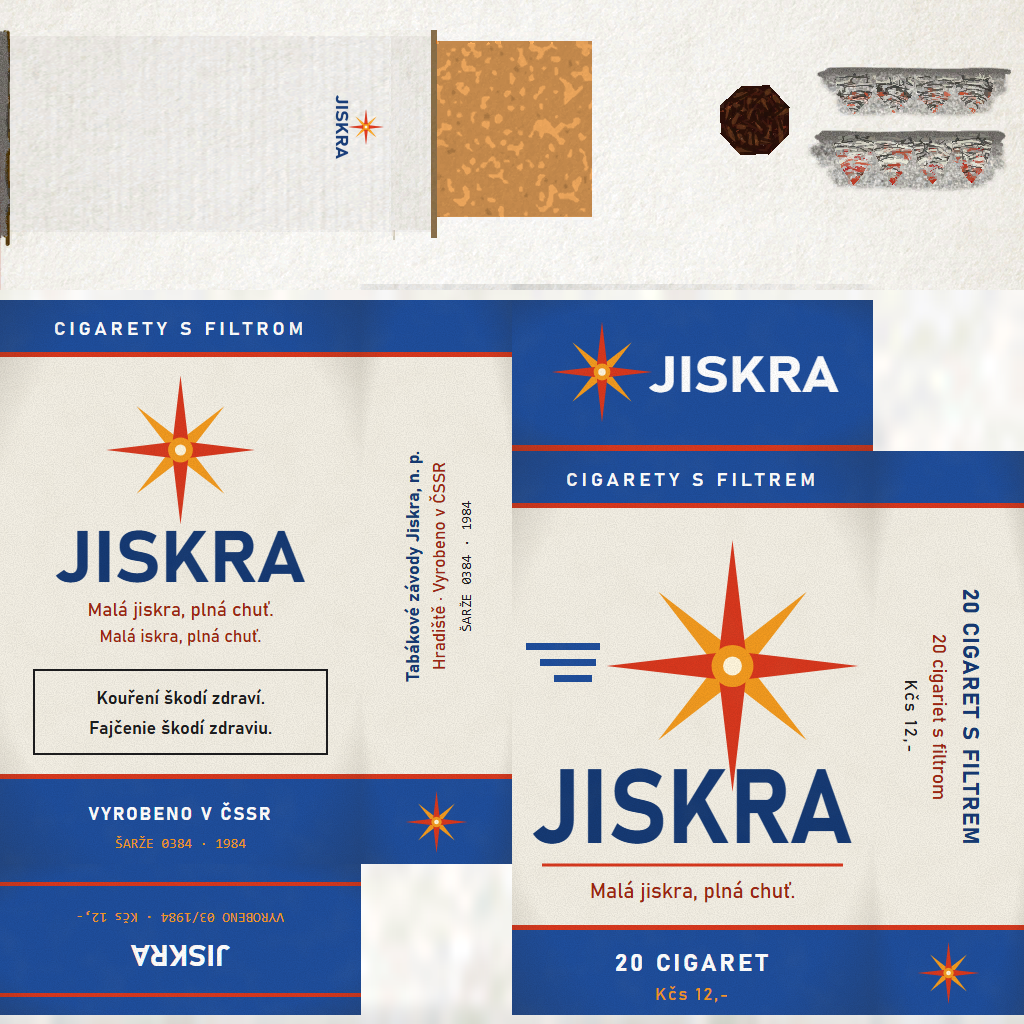 JISKRA
CIGARETY S FILTROM
JISKRA
Malá jiskra, plná chuť.
Malá iskra, plná chuť.
Kouření škodí zdraví.
Fajčenie škodí zdraviu.
VYROBENO V ČSSR
ŠARŽE 0384 · 1984
VYROBENO 03/1984 · Kčs 12,-
JISKRA
Tabákové závody Jiskra, n. p.
Hradiště · Vyrobeno v ČSSR
ŠARŽE 0384 · 1984
JISKRA
CIGARETY S FILTREM
JISKRA
Malá jiskra, plná chuť.
20 CIGARET
Kčs 12,-
20 CIGARET S FILTREM
20 cigariet s filtrom
Kčs 12,-